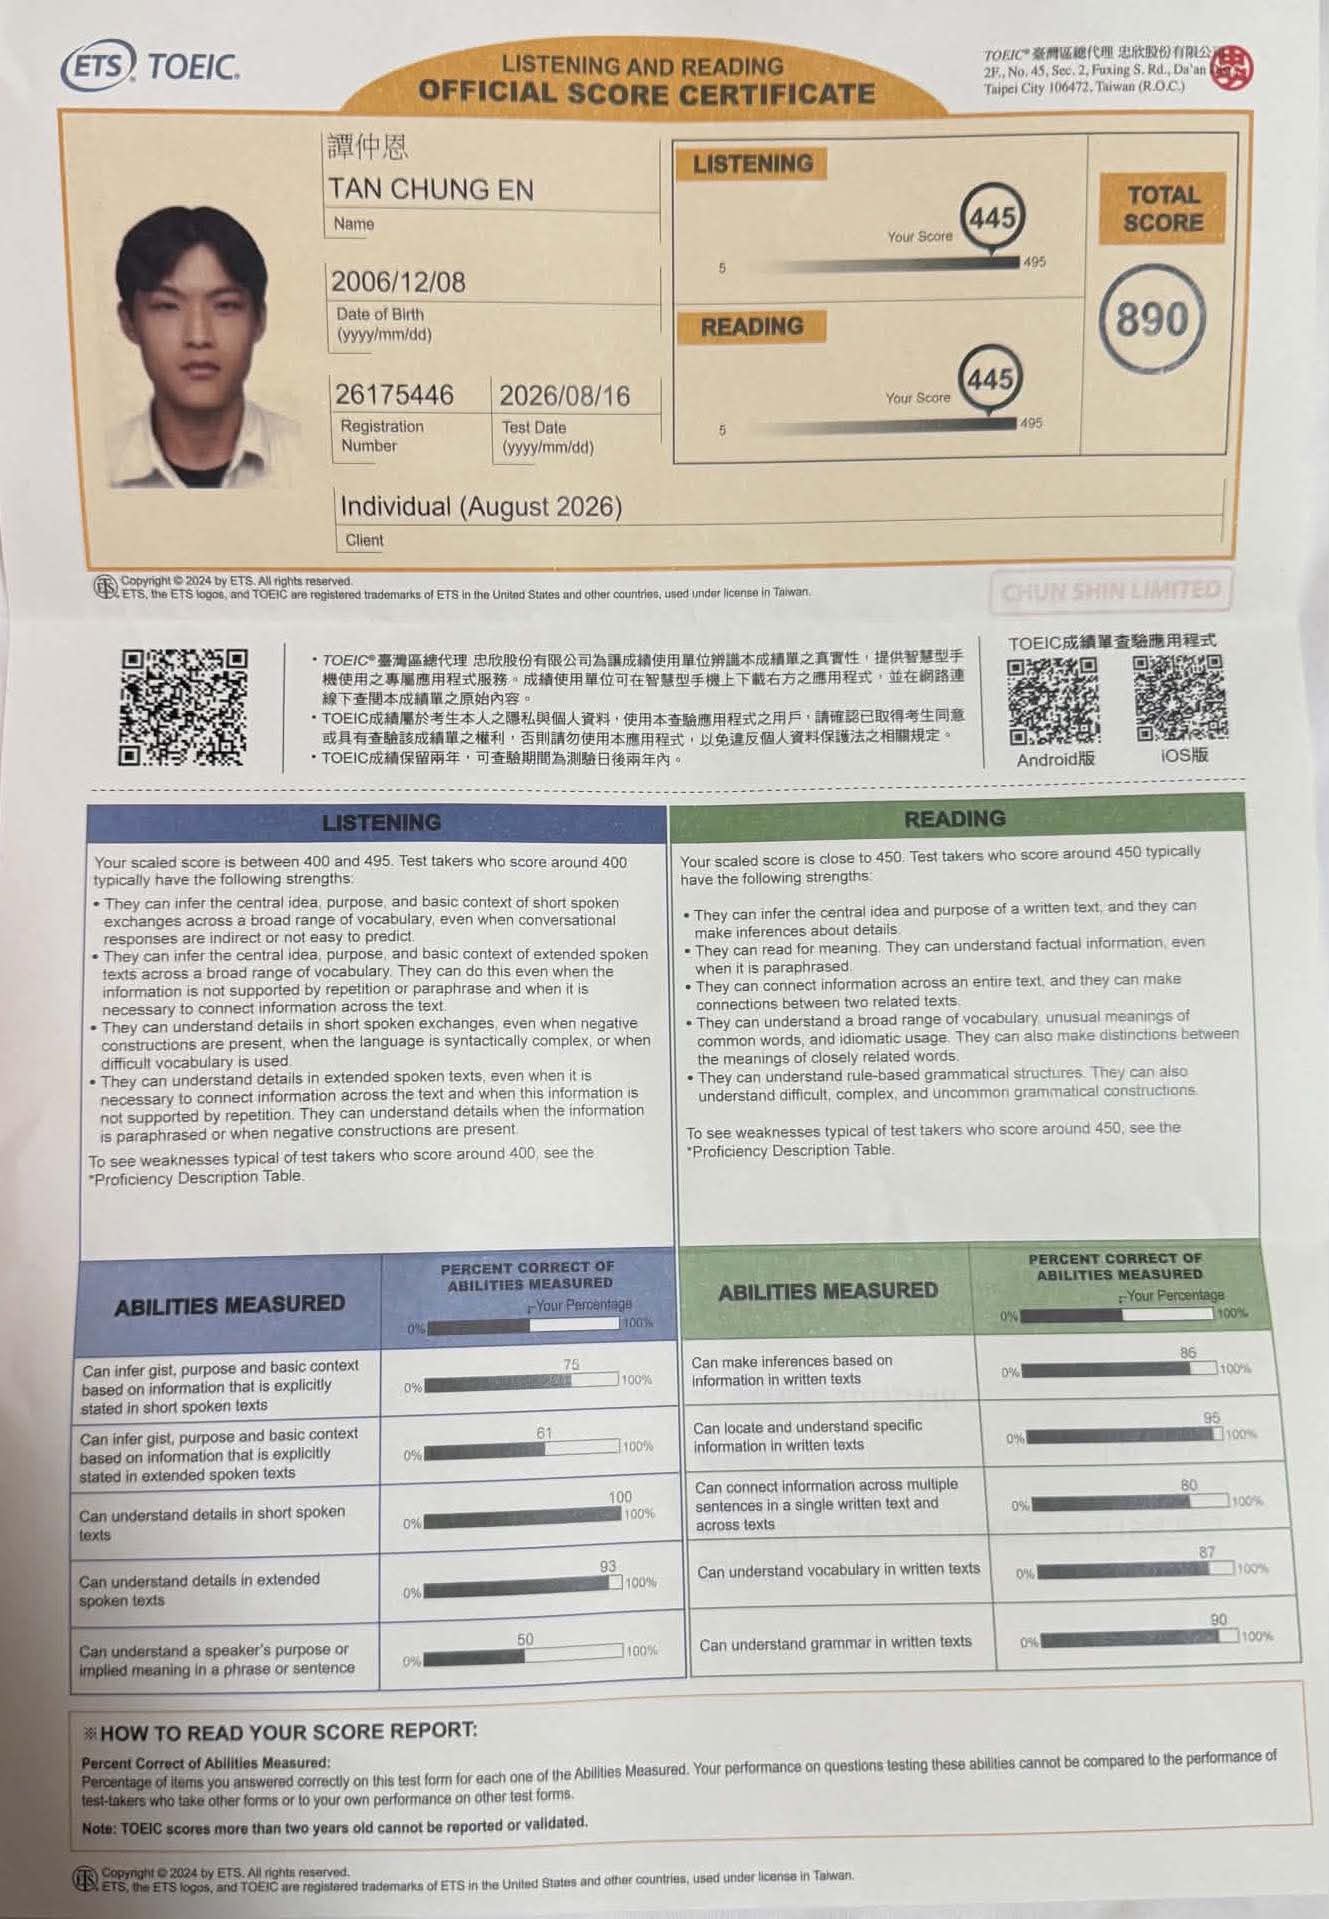 ETS TOEIC®
LISTENING AND READING
OFFICIAL SCORE CERTIFICATE
TOEIC® 臺灣區總代理 忠欣股份有限公
2F., No. 45, Sec. 2, Fuxing S. Rd., Da'an
Taipei City 106472, Taiwan (R.O.C.)
譚仲恩
TAN CHUNG EN
Name
2006/12/08
Date of Birth
(yyyy/mm/dd)
26175446
Registration
Number
2026/08/16
Test Date
(yyyy/mm/dd)
Individual (August 2026)
Client
LISTENING
Your Score
445
5
495
READING
Your Score
445
5
495
TOTAL
SCORE
890
Copyright © 2024 by ETS. All rights reserved.
ETS, the ETS logos, and TOEIC are registered trademarks of ETS in the United States and other countries, used under license in Taiwan.
CHUN SHIN LIMITED
・TOEIC®臺灣區總代理 忠欣股份有限公司為讓成績使用單位辨識本成績單之真實性，提供智慧型手
機使用之專屬應用程式服務。成績使用單位可在智慧型手機上下載右方之應用程式，並在網路連
線下查閱本成績單之原始內容。
・TOEIC成績屬於考生本人之隱私與個人資料，使用本查驗應用程式之用戶，請確認已取得考生同意
或具有查驗該成績單之權利，否則請勿使用本應用程式，以免違反個人資料保護法之相關規定。
・TOEIC成績保留兩年，可查驗期間為測驗日後兩年內。
TOEIC成績單查驗應用程式
Android版
iOS版
LISTENING
Your scaled score is between 400 and 495. Test takers who score around 400
typically have the following strengths:
• They can infer the central idea, purpose, and basic context of short spoken
exchanges across a broad range of vocabulary, even when conversational
responses are indirect or not easy to predict.
• They can infer the central idea, purpose, and basic context of extended spoken
texts across a broad range of vocabulary. They can do this even when the
information is not supported by repetition or paraphrase and when it is
necessary to connect information across the text.
• They can understand details in short spoken exchanges, even when negative
constructions are present, when the language is syntactically complex, or when
difficult vocabulary is used.
• They can understand details in extended spoken texts, even when it is
necessary to connect information across the text and when this information is
not supported by repetition. They can understand details when the information
is paraphrased or when negative constructions are present.
To see weaknesses typical of test takers who score around 400, see the
*Proficiency Description Table.
READING
Your scaled score is close to 450. Test takers who score around 450 typically
have the following strengths:
• They can infer the central idea and purpose of a written text, and they can
make inferences about details.
• They can read for meaning. They can understand factual information, even
when it is paraphrased.
• They can connect information across an entire text, and they can make
connections between two related texts.
• They can understand a broad range of vocabulary, unusual meanings of
common words, and idiomatic usage. They can also make distinctions between
the meanings of closely related words.
• They can understand rule-based grammatical structures. They can also
understand difficult, complex, and uncommon grammatical constructions.
To see weaknesses typical of test takers who score around 450, see the
*Proficiency Description Table.
ABILITIES MEASURED
PERCENT CORRECT OF
ABILITIES MEASURED
Your Percentage
0% 100%
Can infer gist, purpose and basic context
based on information that is explicitly
stated in short spoken texts
75
0% 100%
Can infer gist, purpose and basic context
based on information that is explicitly
stated in extended spoken texts
61
0% 100%
Can understand details in short spoken
texts
100
0% 100%
Can understand details in extended
spoken texts
93
0% 100%
Can understand a speaker's purpose or
implied meaning in a phrase or sentence
50
0% 100%
ABILITIES MEASURED
PERCENT CORRECT OF
ABILITIES MEASURED
Your Percentage
0% 100%
Can make inferences based on
information in written texts
86
0% 100%
Can locate and understand specific
information in written texts
95
0% 100%
Can connect information across multiple
sentences in a single written text and
across texts
80
0% 100%
Can understand vocabulary in written texts
87
0% 100%
Can understand grammar in written texts
90
0% 100%
※HOW TO READ YOUR SCORE REPORT:
Percent Correct of Abilities Measured:
Percentage of items you answered correctly on this test form for each one of the Abilities Measured. Your performance on questions testing these abilities cannot be compared to the performance of
test-takers who take other forms or to your own performance on other test forms.
Note: TOEIC scores more than two years old cannot be reported or validated.
Copyright © 2024 by ETS. All rights reserved.
ETS, the ETS logos, and TOEIC are registered trademarks of ETS in the United States and other countries, used under license in Taiwan.